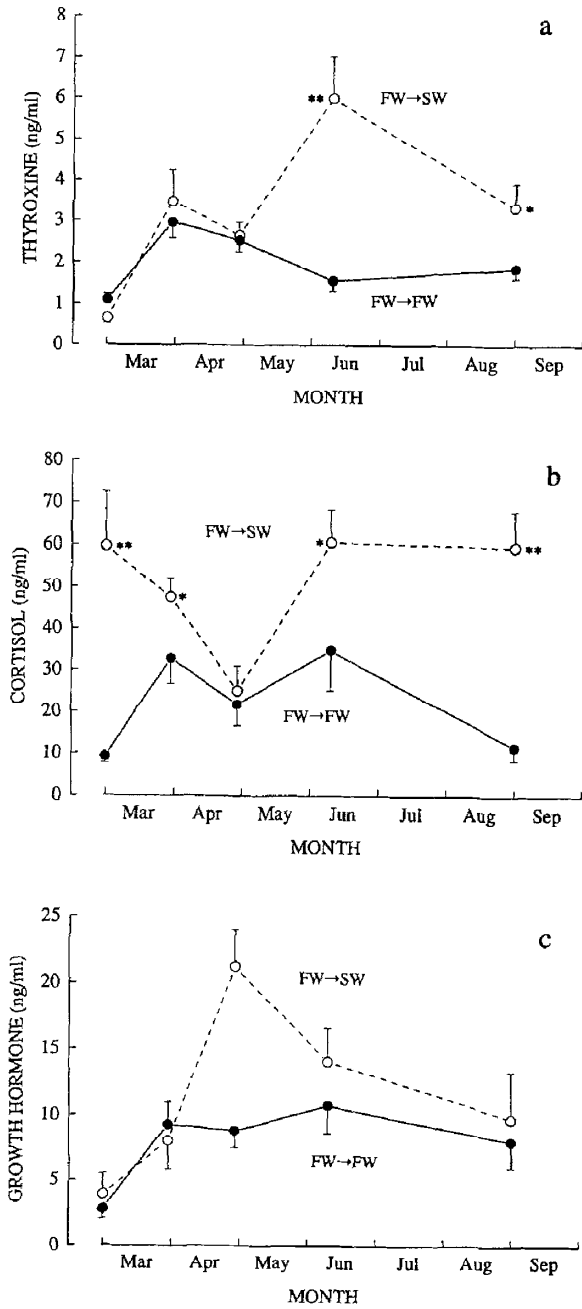 a
8
7
6
5
4
3
2
1
0
THYROXINE (ng/ml)
** FW→SW
*
FW→FW
Mar Apr May Jun Jul Aug Sep
MONTH
b
80
70
60
50
40
30
20
10
0
CORTISOL (ng/ml)
FW→SW
** * * **
FW→FW
Mar Apr May Jun Jul Aug Sep
MONTH
c
25
20
15
10
5
0
GROWTH HORMONE (ng/ml)
FW→SW
FW→FW
Mar Apr May Jun Jul Aug Sep
MONTH